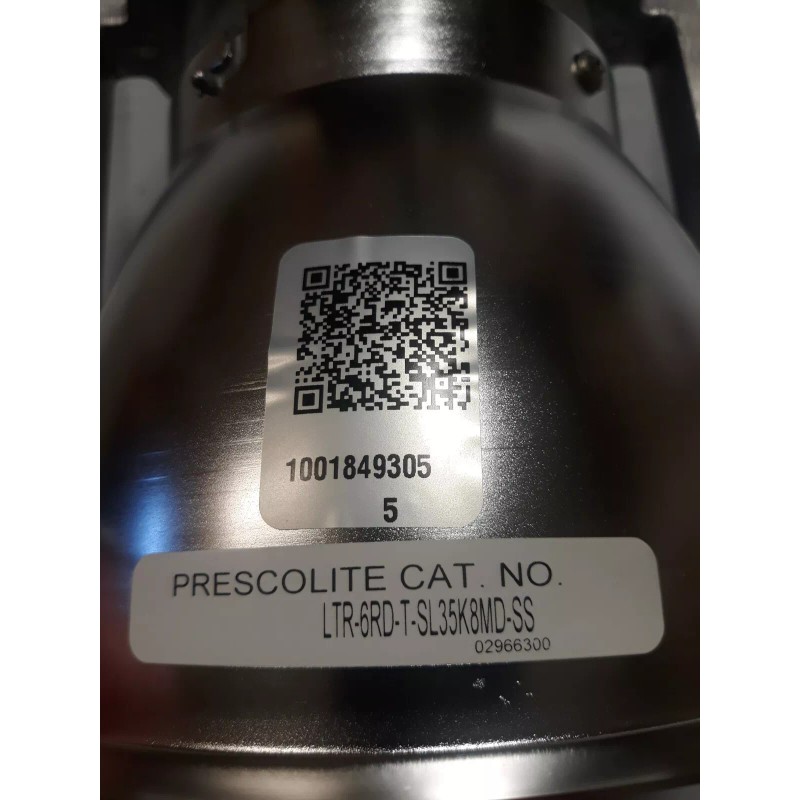 1001849305
5
PRESCOLITE CAT. NO.
LTR-6RD-T-SL35K8MD-SS
02966300